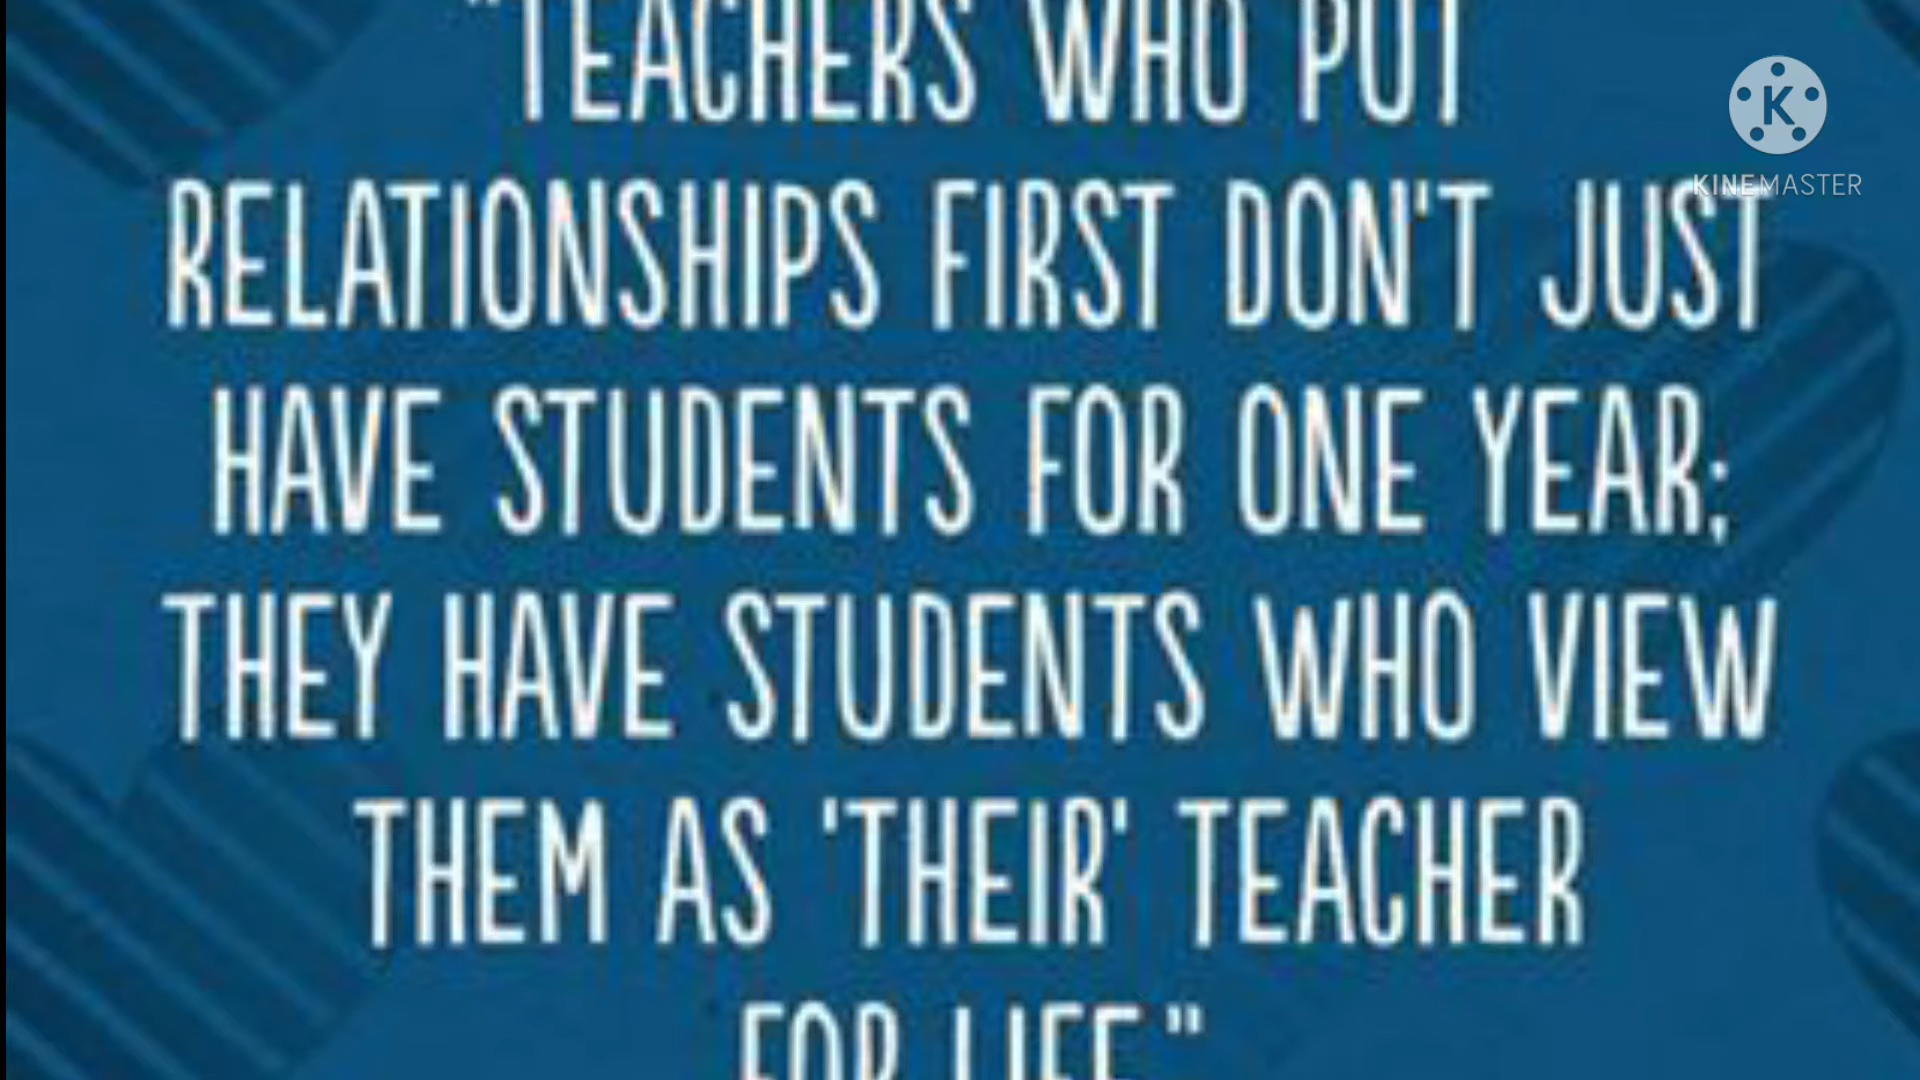 "TEACHERS WHO PUT
KINEMASTER
RELATIONSHIPS FIRST DON'T JUST
HAVE STUDENTS FOR ONE YEAR;
THEY HAVE STUDENTS WHO VIEW
THEM AS 'THEIR' TEACHER
FOR LIFE"